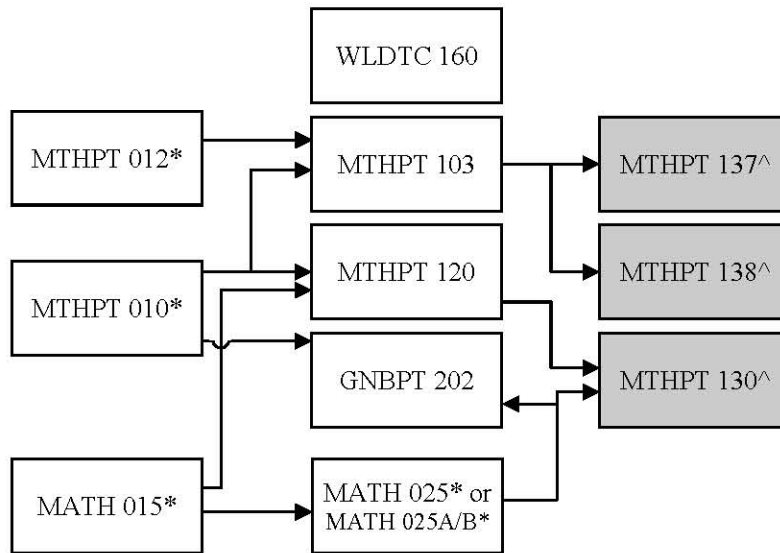 WLDTC 160
MTHPT 012*
MTHPT 103
MTHPT 137^
MTHPT 010*
MTHPT 120
MTHPT 138^
GNBPT 202
MTHPT 130^
MATH 015*
MATH 025* or
MATH 025A/B*